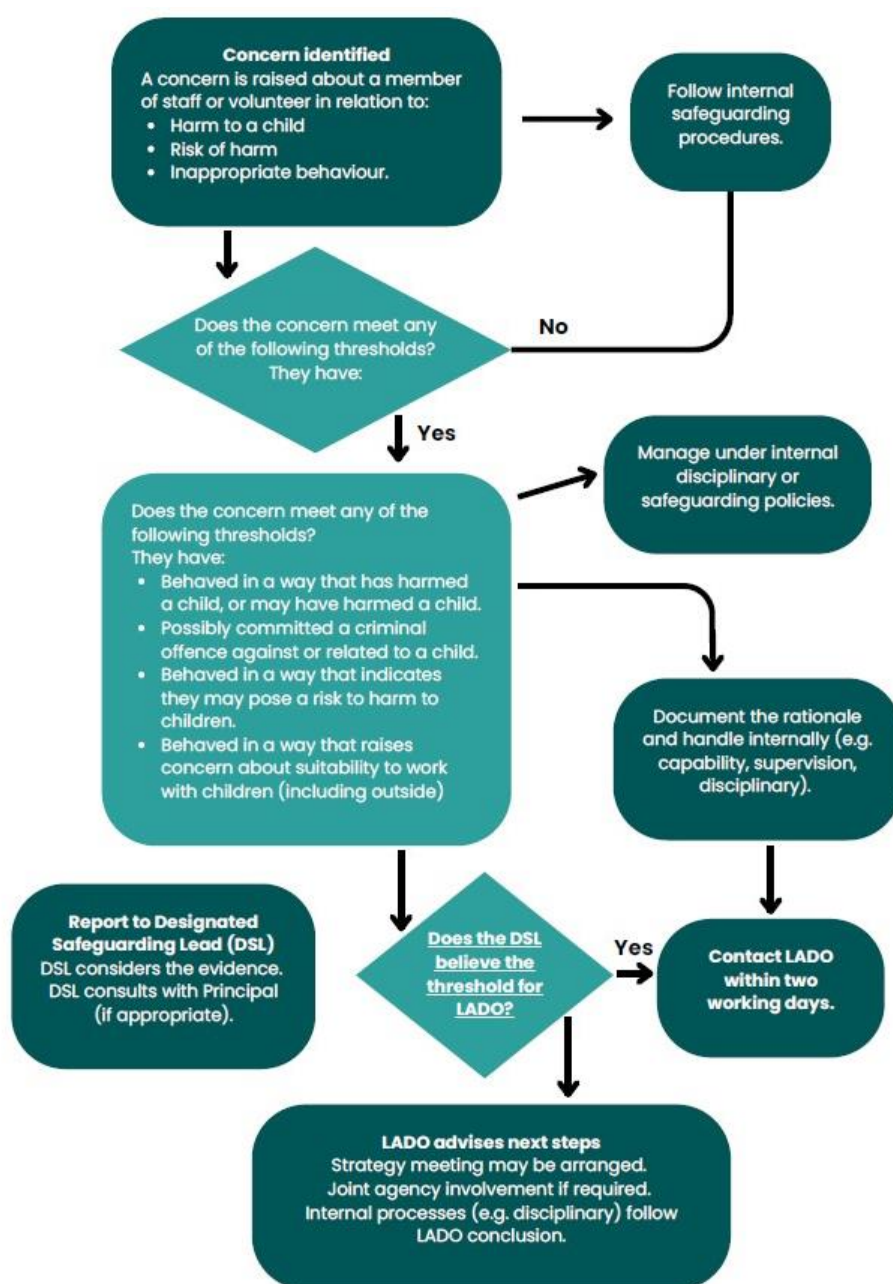 Concern identified
A concern is raised about a member
of staff or volunteer in relation to:
• Harm to a child
• Risk of harm
• Inappropriate behaviour.
Follow internal
safeguarding
procedures.
Does the concern meet any
of the following thresholds?
They have:
No
Yes
Manage under internal
disciplinary or
safeguarding policies.
Does the concern meet any of the
following thresholds?
They have:
• Behaved in a way that has harmed
a child, or may have harmed a child.
• Possibly committed a criminal
offence against or related to a child.
• Behaved in a way that indicates
they may pose a risk to harm to
children.
• Behaved in a way that raises
concern about suitability to work
with children (including outside)
Document the rationale
and handle internally (e.g.
capability, supervision,
disciplinary).
Report to Designated
Safeguarding Lead (DSL)
DSL considers the evidence.
DSL consults with Principal
(if appropriate).
Does the DSL
believe the
threshold for
LADO?
Yes
Contact LADO
within two
working days.
LADO advises next steps
Strategy meeting may be arranged.
Joint agency involvement if required.
Internal processes (e.g. disciplinary) follow
LADO conclusion.